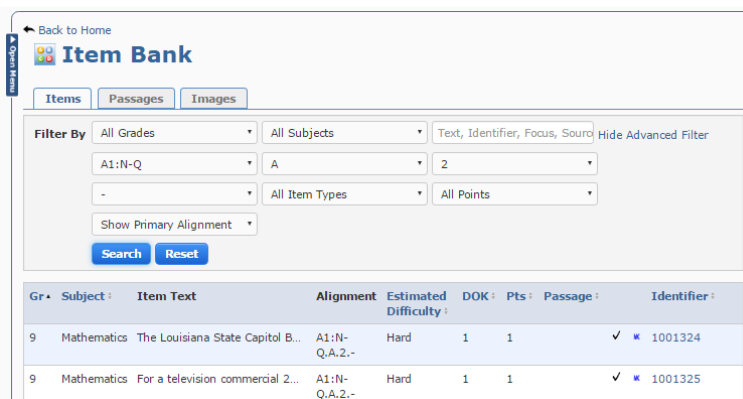 Back to Home
Open Menu
Item Bank
Items Passages Images
Filter By All Grades All Subjects Text, Identifier, Focus, Sourc Hide Advanced Filter
A1:N-Q A 2
- All Item Types All Points
Show Primary Alignment
Search Reset
Gr Subject Item Text Alignment Estimated DOK Pts Passage Identifier
Difficulty
9 Mathematics The Louisiana State Capitol B... A1:N- Hard 1 1 ✓ 1001324
Q.A.2.-
9 Mathematics For a television commercial 2... A1:N- Hard 1 1 ✓ 1001325
Q.A.2.-